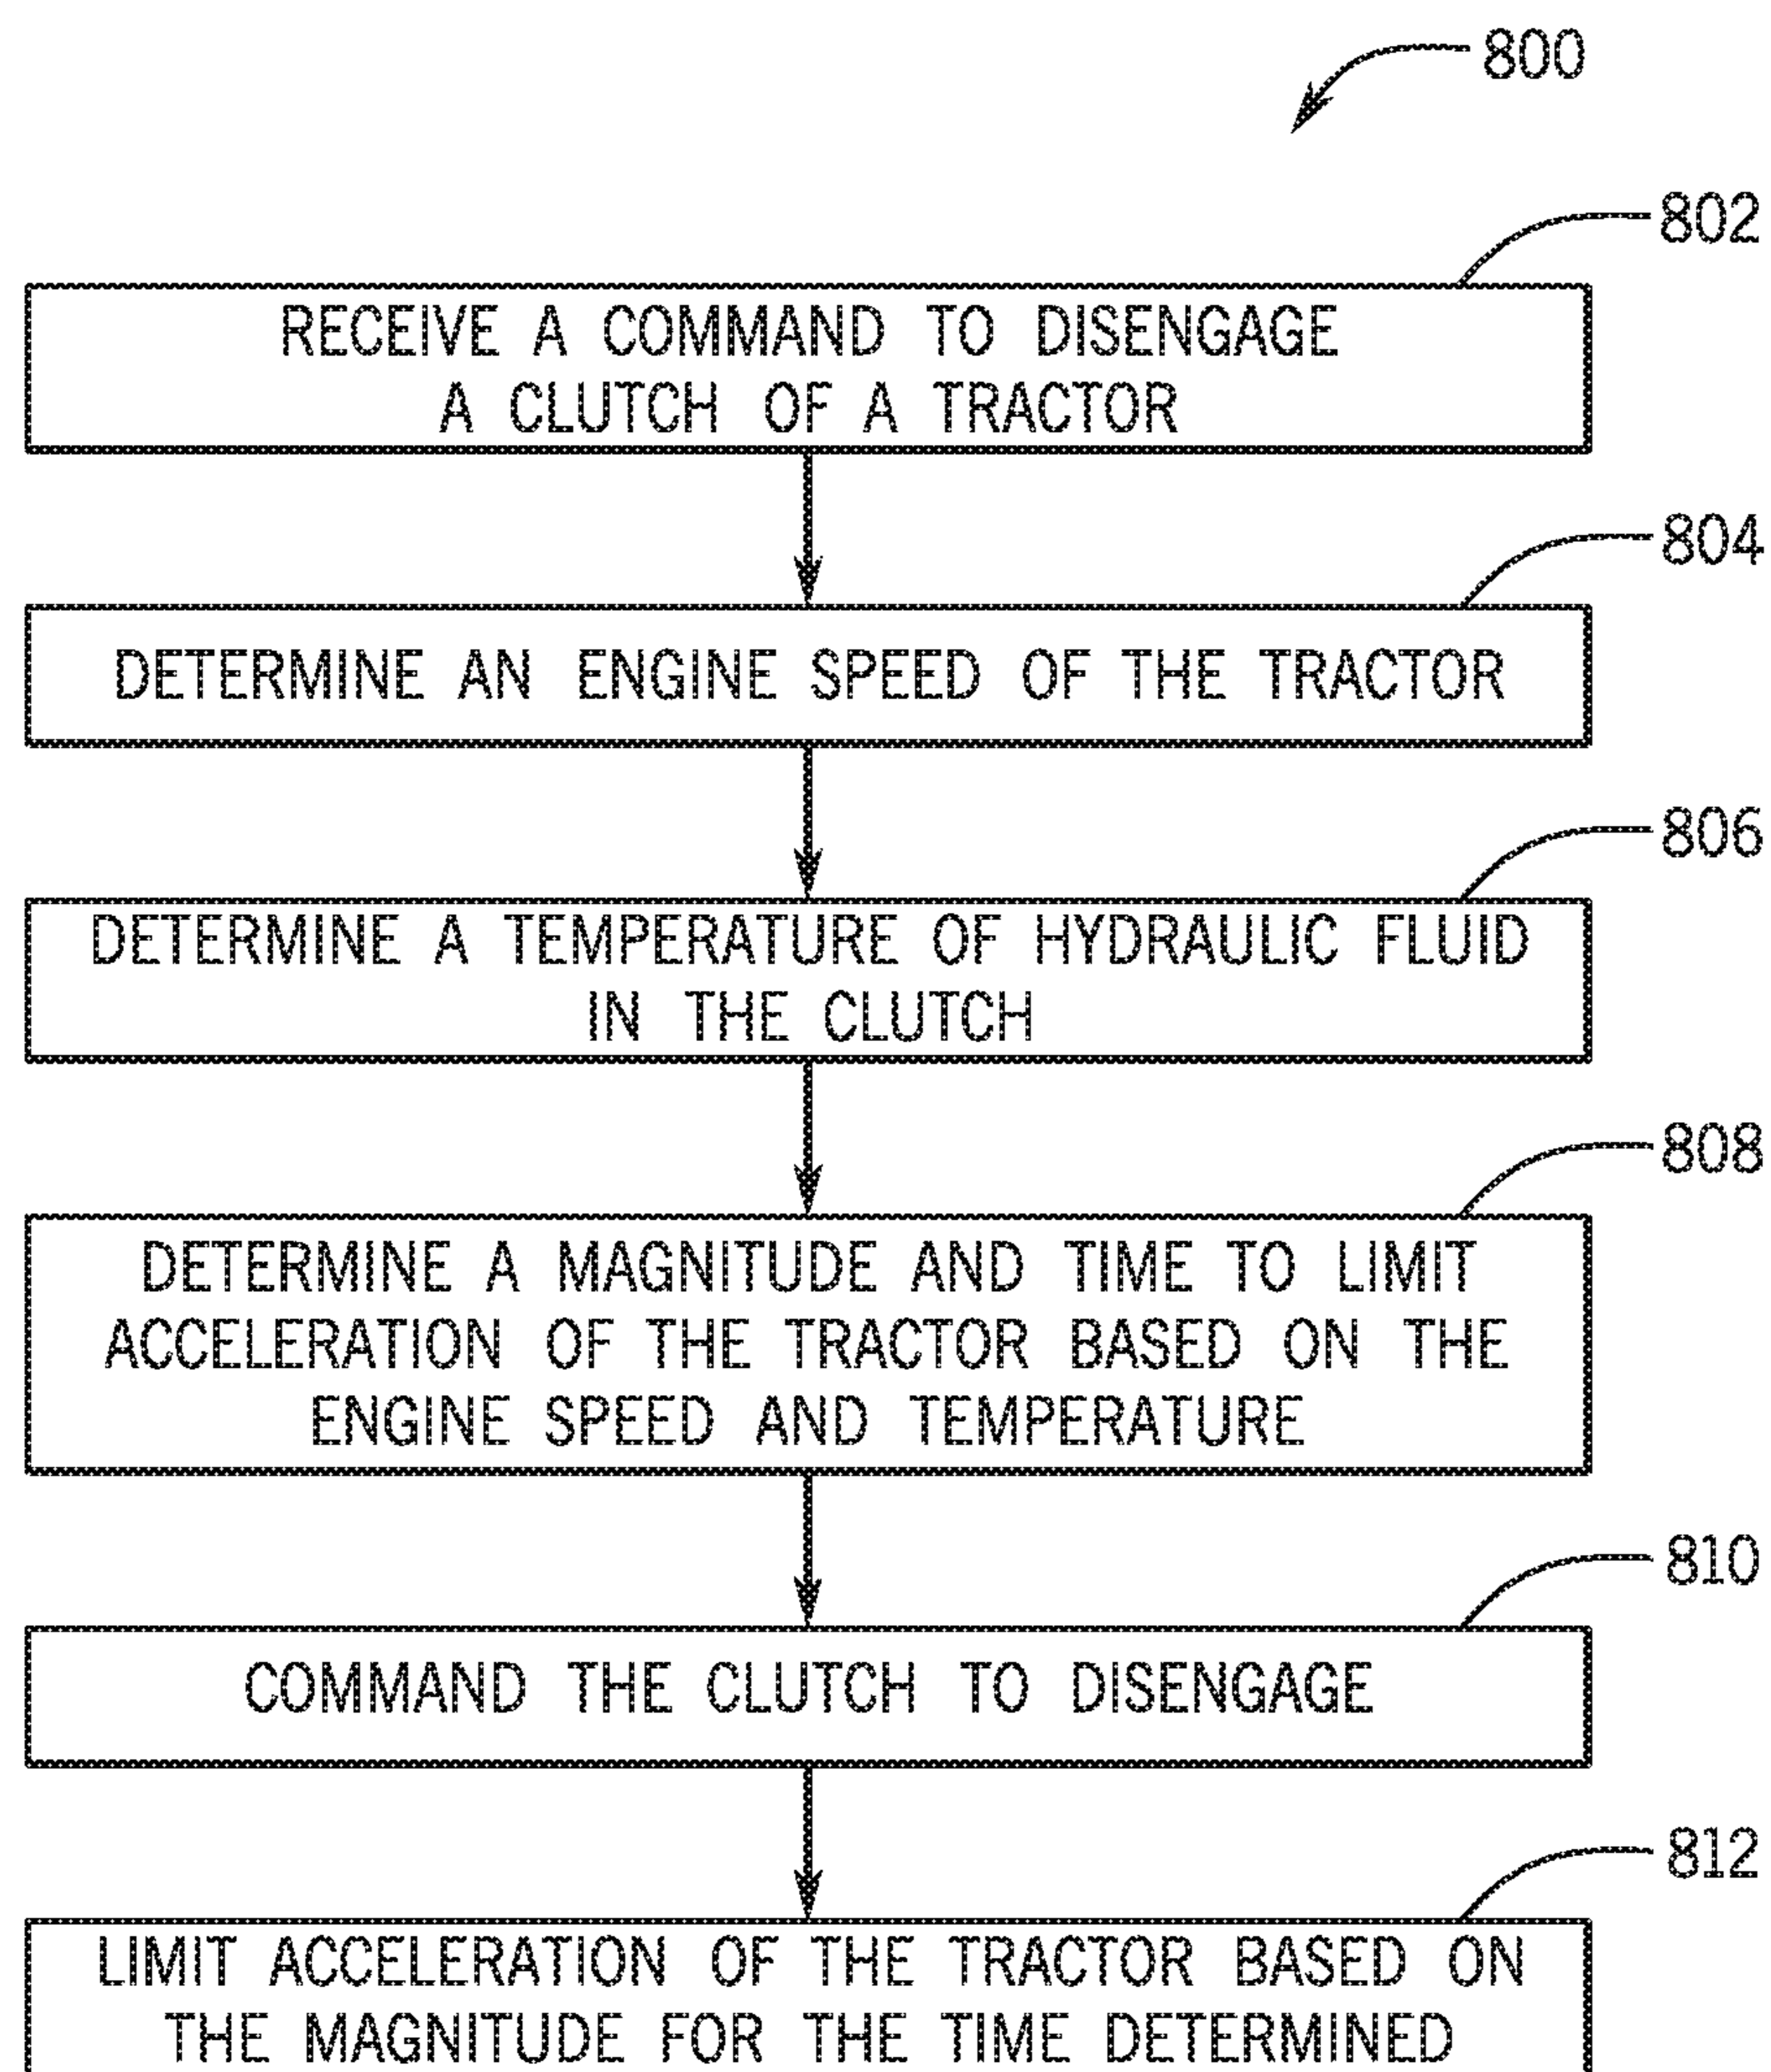 800
802
RECEIVE A COMMAND TO DISENGAGE
A CLUTCH OF A TRACTOR
804
DETERMINE AN ENGINE SPEED OF THE TRACTOR
806
DETERMINE A TEMPERATURE OF HYDRAULIC FLUID
IN THE CLUTCH
808
DETERMINE A MAGNITUDE AND TIME TO LIMIT
ACCELERATION OF THE TRACTOR BASED ON THE
ENGINE SPEED AND TEMPERATURE
810
COMMAND THE CLUTCH TO DISENGAGE
812
LIMIT ACCELERATION OF THE TRACTOR BASED ON
THE MAGNITUDE FOR THE TIME DETERMINED